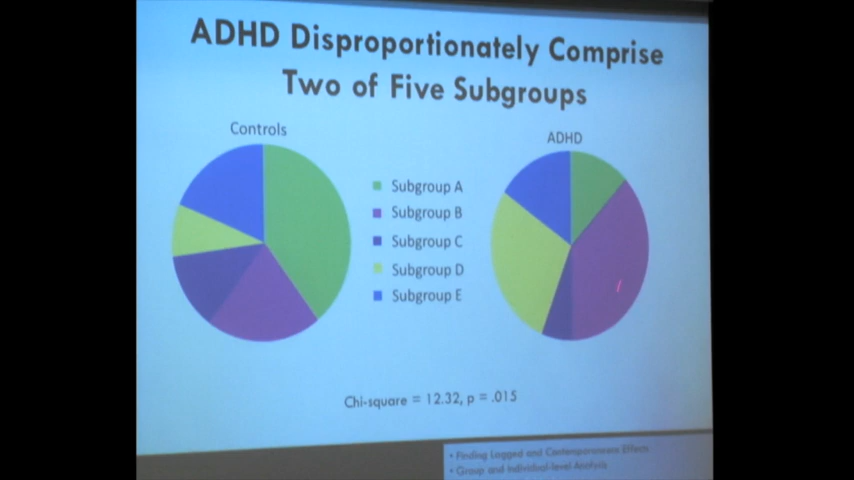 ADHD Disproportionately Comprise
Two of Five Subgroups
Controls
ADHD
Subgroup A
Subgroup B
Subgroup C
Subgroup D
Subgroup E
Chi-square = 12.32, p = .015
• Finding Lagged and Contemporaneous Effects
• Group and Individual-level Analysis